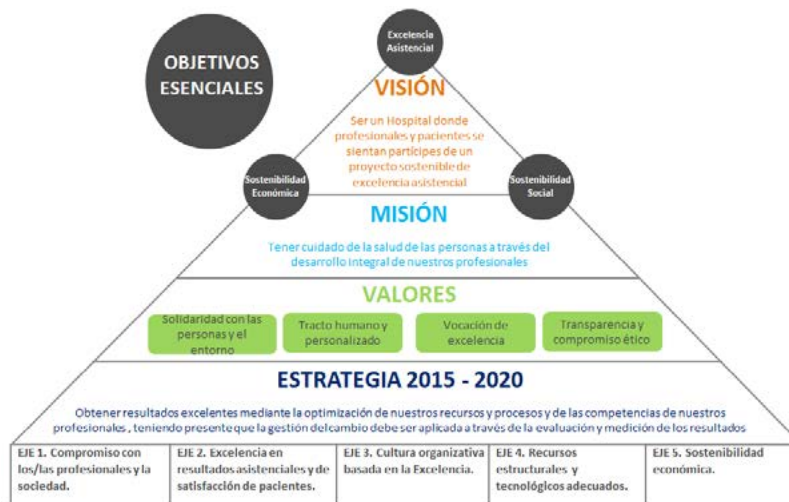 OBJETIVOS
ESENCIALES
Excelencia
Asistencial
VISIÓN
Ser un Hospital donde
profesionales y pacientes se
sientan partícipes de un
proyecto sostenible de
excelencia asistencial
Sostenibilidad
Económica
Sostenibilidad
Social
MISIÓN
Tener cuidado de la salud de las personas a través del
desarrollo integral de nuestros profesionales
VALORES
Solidaridad con las
personas y el
entorno
Tracto humano y
personalizado
Vocación de
excelencia
Transparencia y
compromiso ético
ESTRATEGIA 2015 - 2020
Obtener resultados excelentes mediante la optimización de nuestros recursos y procesos y de las competencias de nuestros
profesionales , teniendo presente que la gestión del cambio debe ser aplicada a través de la evaluación y medición de los resultados
EJE 1. Compromiso con
los/las profesionales y la
sociedad.
EJE 2. Excelencia en
resultados asistenciales y de
satisfacción de pacientes.
EJE 3. Cultura organizativa
basada en la Excelencia.
EJE 4. Recursos
estructurales y
tecnológicos adecuados.
EJE 5. Sostenibilidad
económica.